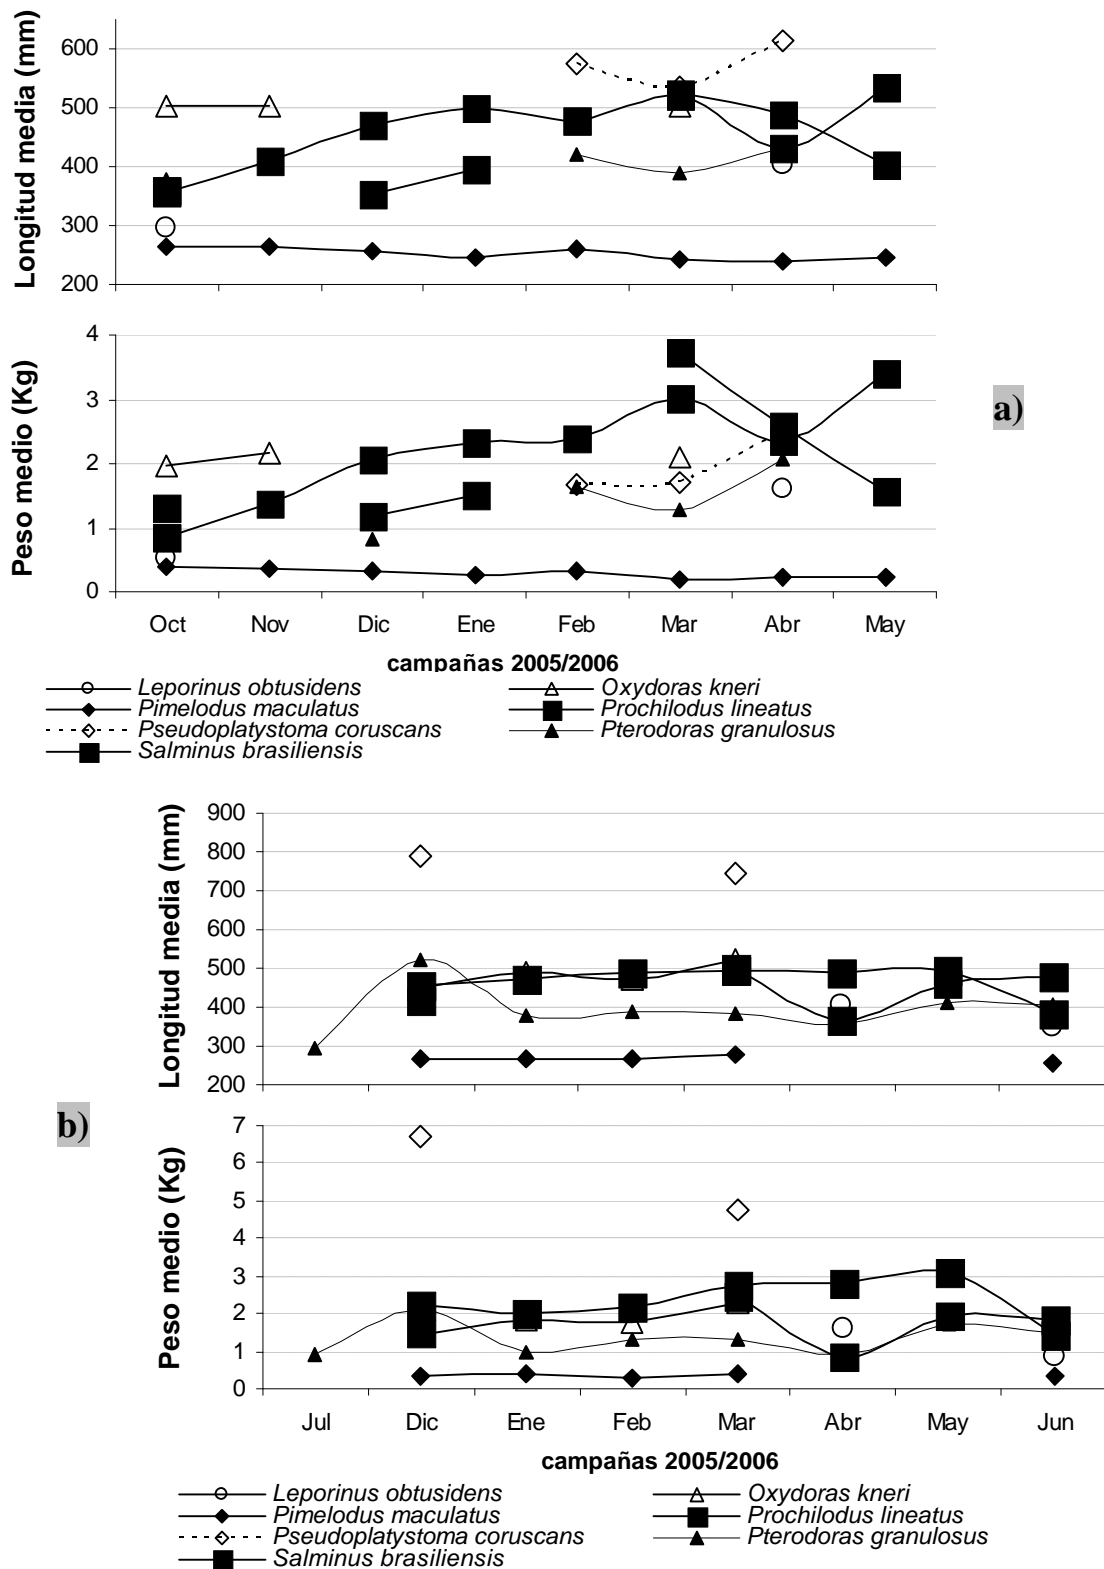 Longitud media (mm)
600
500
400
300
200
Peso medio (Kg)
4
3
2
1
0
Oct Nov Dic Ene Feb Mar Abr May
campañas 2005/2006
a)
Leporinus obtusidens Oxydoras kneri
Pimelodus maculatus Prochilodus lineatus
Pseudoplatystoma coruscans Pterodoras granulosus
Salminus brasiliensis
Longitud media (mm)
900
800
700
600
500
400
300
200
b)
Peso medio (Kg)
7
6
5
4
3
2
1
0
Jul Dic Ene Feb Mar Abr May Jun
campañas 2005/2006
Leporinus obtusidens Oxydoras kneri
Pimelodus maculatus Prochilodus lineatus
Pseudoplatystoma coruscans Pterodoras granulosus
Salminus brasiliensis